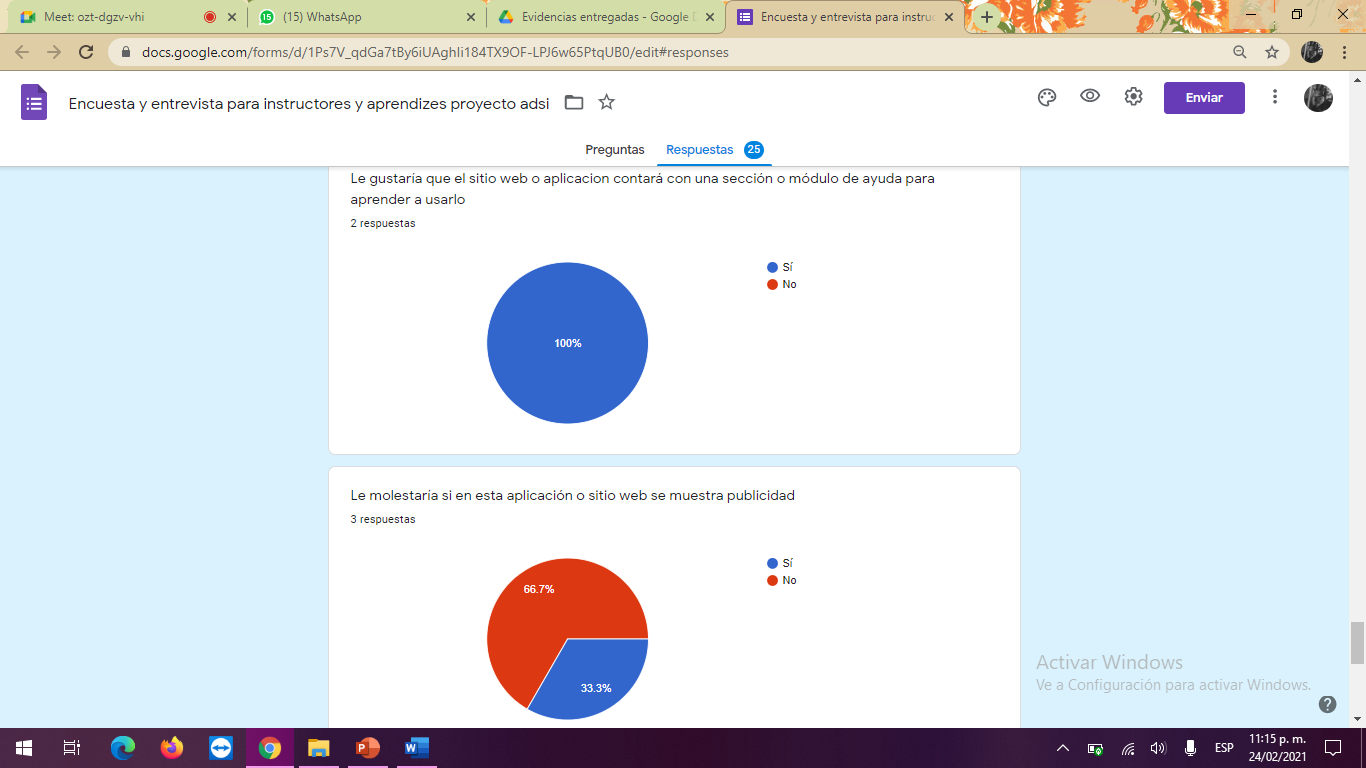 Meet: ozt-dgzv-vhi
(15) WhatsApp
Evidencias entregadas - Google D
Encuesta y entrevista para instruc
docs.google.com/forms/d/1Ps7V_qdGa7tBy6iUAghIi184TX9OF-LPJ6w65PtqUB0/edit#responses
Encuesta y entrevista para instructores y aprendizes proyecto adsi
Enviar
Preguntas
Respuestas 25
Le gustaría que el sitio web o aplicacion contará con una sección o módulo de ayuda para
aprender a usarlo
2 respuestas
Sí
No
100%
Le molestaría si en esta aplicación o sitio web se muestra publicidad
3 respuestas
Sí
No
66.7%
33.3%
Activar Windows
Ve a Configuración para activar Windows.
ESP
11:15 p. m.
24/02/2021